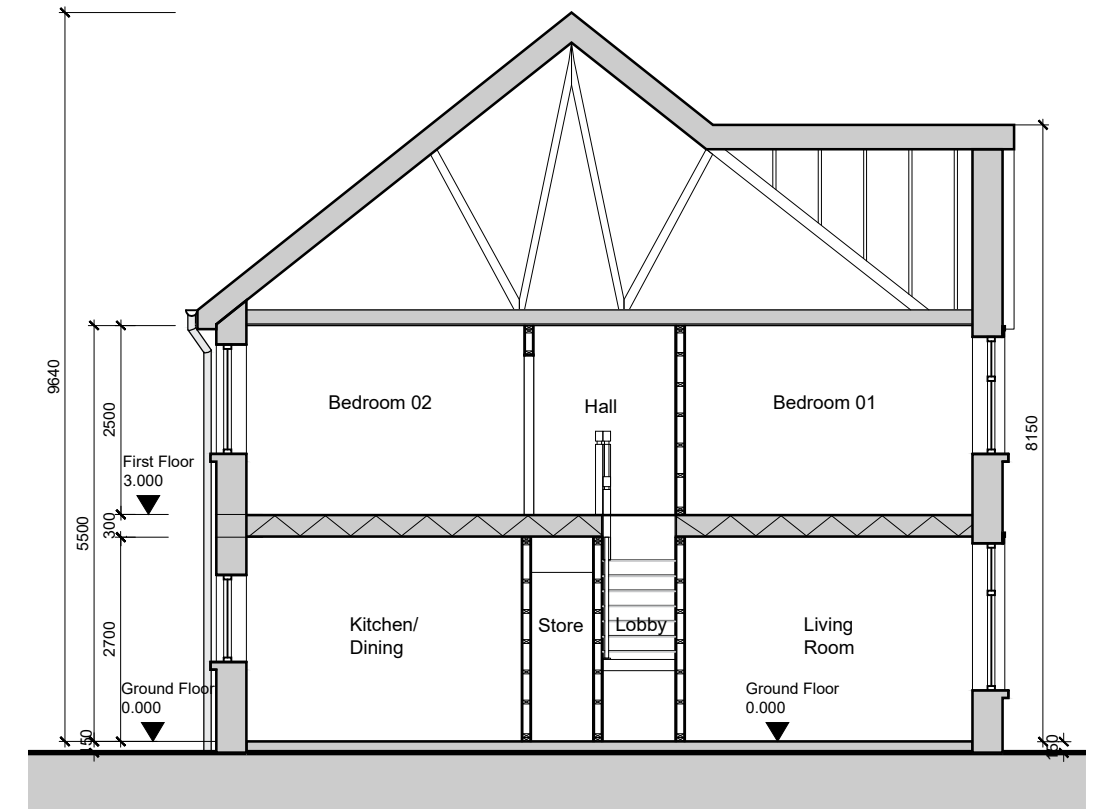 9640
8150
Bedroom 02
Hall
Bedroom 01
2500
First Floor
3.000
5500
300
Kitchen/
Dining
Store
Lobby
Living
Room
2700
Ground Floor
0.000
Ground Floor
0.000
150
150